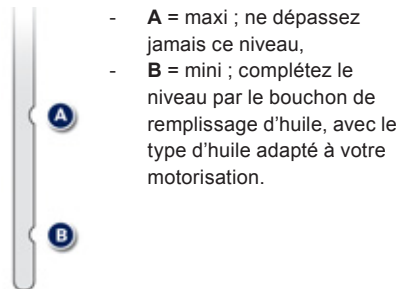 - A = maxi ; ne dépassez
jamais ce niveau,
- B = mini ; complétez le
niveau par le bouchon de
remplissage d’huile, avec le
type d’huile adapté à votre
motorisation.
A
B